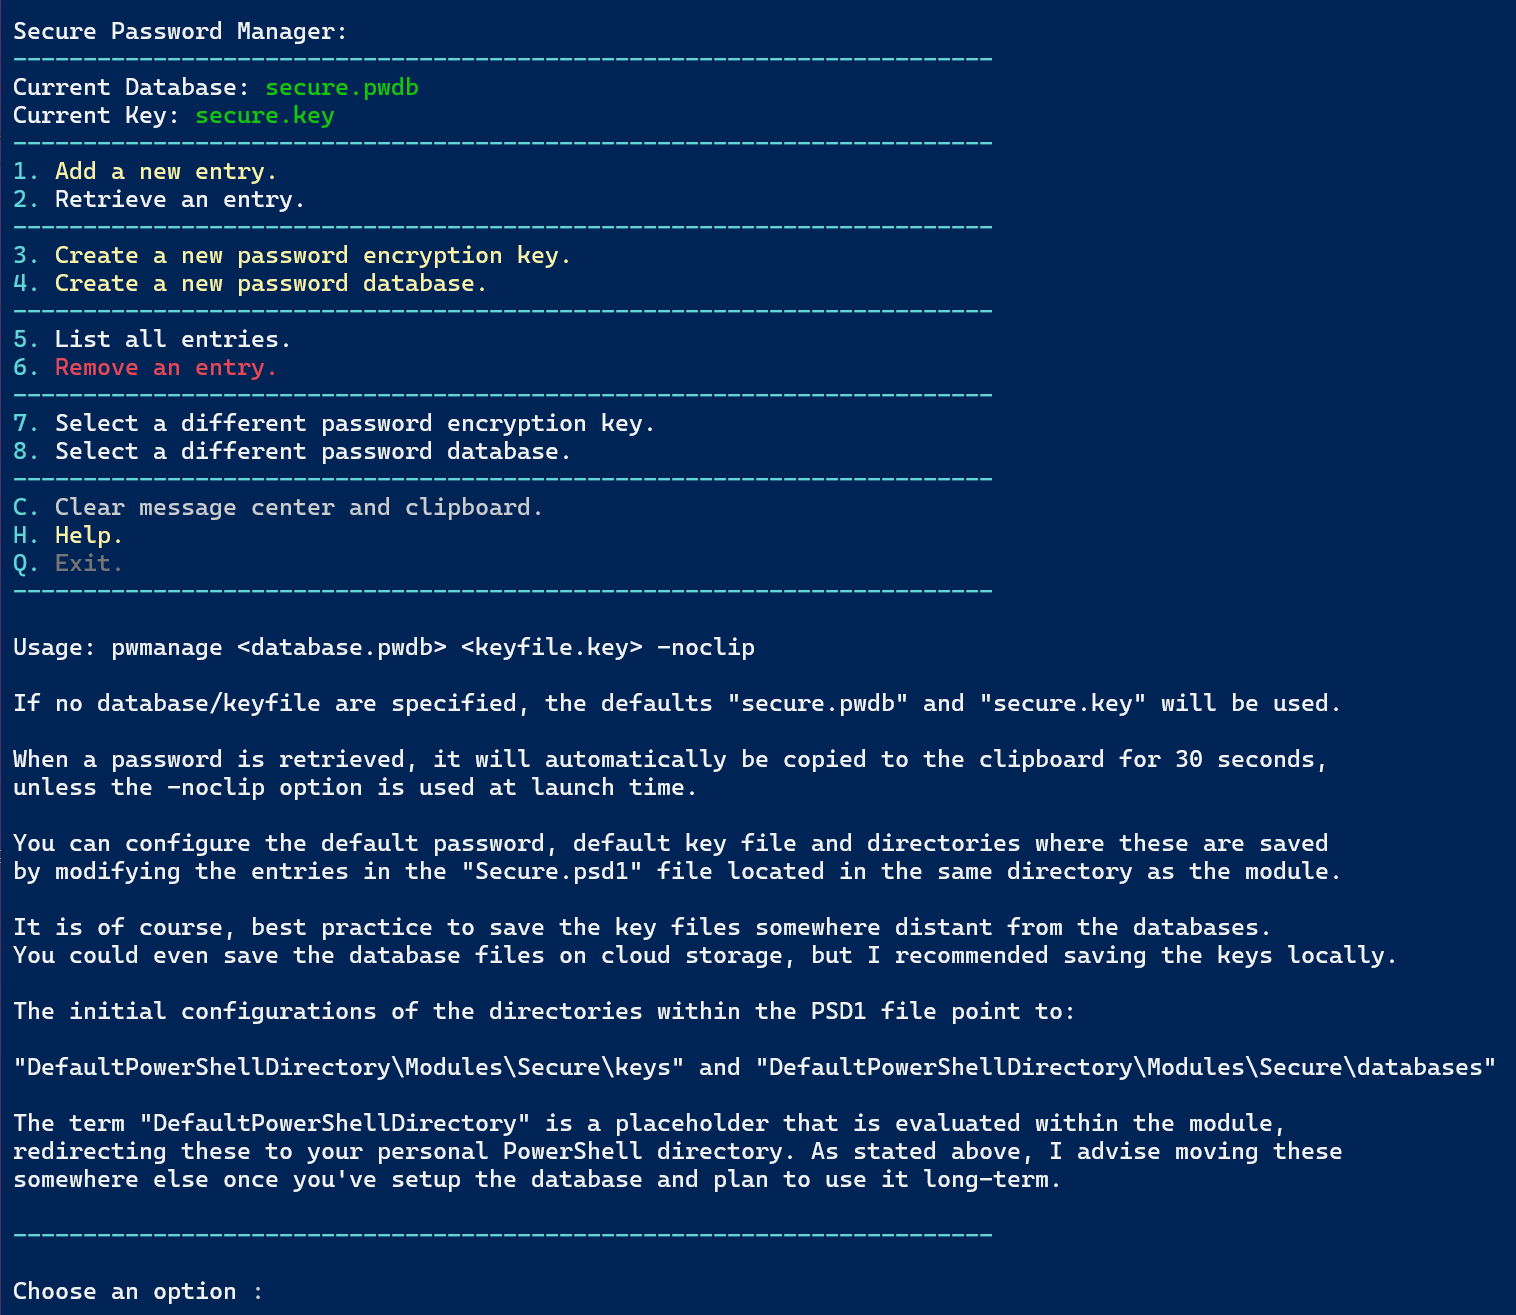 Secure Password Manager:
----------------------------------------------------------------------
Current Database: secure.pwdb
Current Key: secure.key
----------------------------------------------------------------------
1. Add a new entry.
2. Retrieve an entry.
----------------------------------------------------------------------
3. Create a new password encryption key.
4. Create a new password database.
----------------------------------------------------------------------
5. List all entries.
6. Remove an entry.
----------------------------------------------------------------------
7. Select a different password encryption key.
8. Select a different password database.
----------------------------------------------------------------------
C. Clear message center and clipboard.
H. Help.
Q. Exit.
----------------------------------------------------------------------
Usage: pwmanage <database.pwdb> <keyfile.key> -noclip
If no database/keyfile are specified, the defaults "secure.pwdb" and "secure.key" will be used.
When a password is retrieved, it will automatically be copied to the clipboard for 30 seconds,
unless the -noclip option is used at launch time.
You can configure the default password, default key file and directories where these are saved
by modifying the entries in the "Secure.psd1" file located in the same directory as the module.
It is of course, best practice to save the key files somewhere distant from the databases.
You could even save the database files on cloud storage, but I recommended saving the keys locally.
The initial configurations of the directories within the PSD1 file point to:
"DefaultPowerShellDirectory\Modules\Secure\keys" and "DefaultPowerShellDirectory\Modules\Secure\databases"
The term "DefaultPowerShellDirectory" is a placeholder that is evaluated within the module,
redirecting these to your personal PowerShell directory. As stated above, I advise moving these
somewhere else once you've setup the database and plan to use it long-term.
----------------------------------------------------------------------
Choose an option :